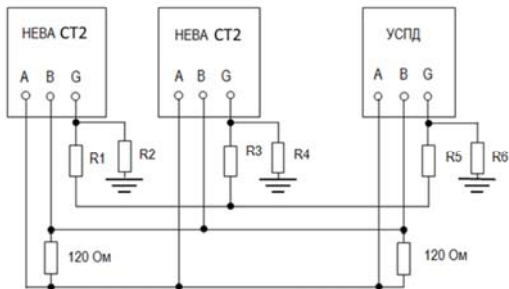 НЕВА СТ2
НЕВА СТ2
УСПД
A B G
A B G
A B G
R1 R2
R3 R4
R5 R6
120 Ом
120 Ом